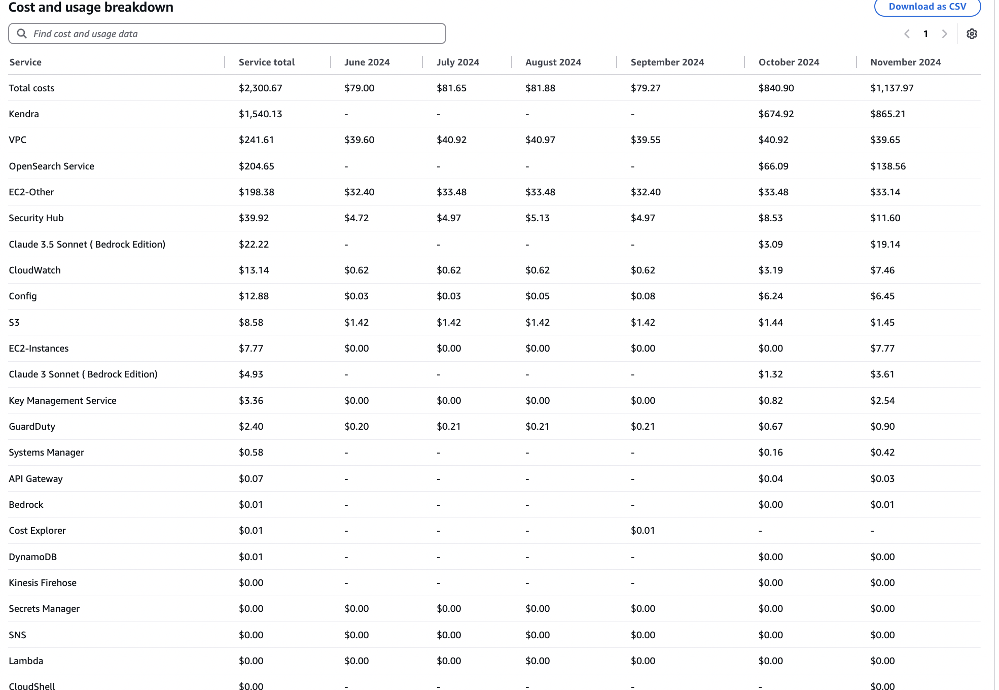 Cost and usage breakdown
Download as CSV
Find cost and usage data
1
Service Service total June 2024 July 2024 August 2024 September 2024 October 2024 November 2024
Total costs $2,300.67 $79.00 $81.65 $81.88 $79.27 $840.90 $1,137.97
Kendra $1,540.13 - - - - $674.92 $865.21
VPC $241.61 $39.60 $40.92 $40.97 $39.55 $40.92 $39.65
OpenSearch Service $204.65 - - - - $66.09 $138.56
EC2-Other $198.38 $32.40 $33.48 $33.48 $32.40 $33.48 $33.14
Security Hub $39.92 $4.72 $4.97 $5.13 $4.97 $8.53 $11.60
Claude 3.5 Sonnet ( Bedrock Edition) $22.22 - - - - $3.09 $19.14
CloudWatch $13.14 $0.62 $0.62 $0.62 $0.62 $3.19 $7.46
Config $12.88 $0.03 $0.03 $0.05 $0.08 $6.24 $6.45
S3 $8.58 $1.42 $1.42 $1.42 $1.42 $1.44 $1.45
EC2-Instances $7.77 $0.00 $0.00 $0.00 $0.00 $0.00 $7.77
Claude 3 Sonnet ( Bedrock Edition) $4.93 - - - - $1.32 $3.61
Key Management Service $3.36 $0.00 $0.00 $0.00 $0.00 $0.82 $2.54
GuardDuty $2.40 $0.20 $0.21 $0.21 $0.21 $0.67 $0.90
Systems Manager $0.58 - - - - $0.16 $0.42
API Gateway $0.07 - - - - $0.04 $0.03
Bedrock $0.01 - - - - $0.00 $0.01
Cost Explorer $0.01 - - - $0.01 - -
DynamoDB $0.01 - - - - $0.00 $0.00
Kinesis Firehose $0.00 - - - - $0.00 $0.00
Secrets Manager $0.00 $0.00 $0.00 $0.00 $0.00 $0.00 $0.00
SNS $0.00 $0.00 $0.00 $0.00 $0.00 $0.00 $0.00
Lambda $0.00 $0.00 $0.00 $0.00 $0.00 $0.00 $0.00
CloudShell $0.00 - - - - - $0.00